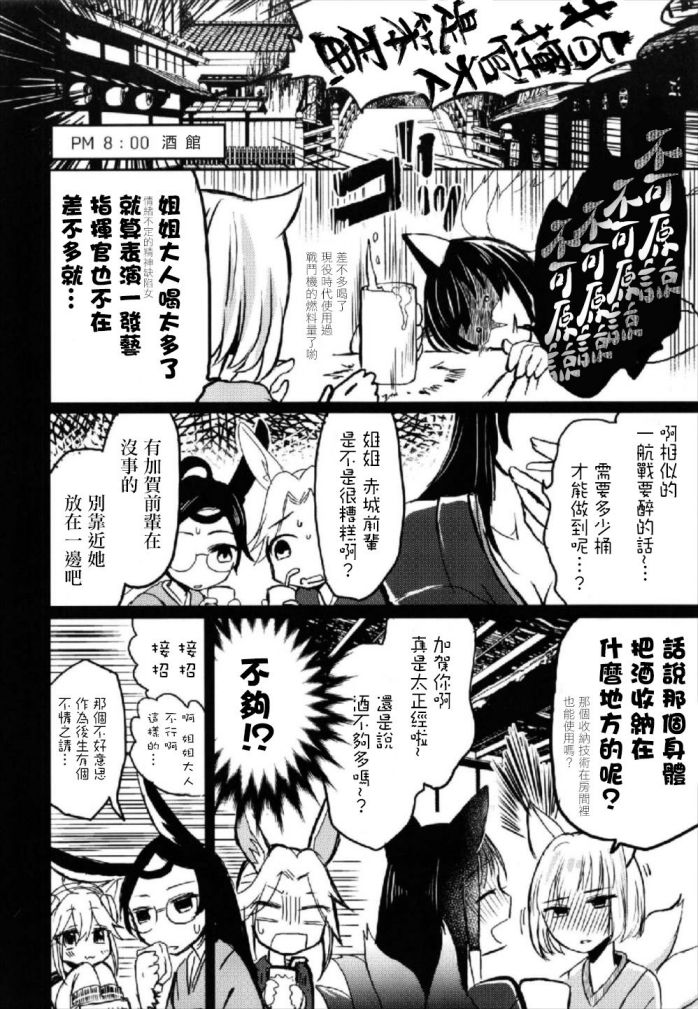 指揮官大人
是笨蛋
PM 8:00 酒館
不可原諒
不可原諒
不可原諒
不可原諒
差不多喝了
現役時代使用過
戰鬥機的燃料量了喲
姐姐大人喝太多了
情緒不定的精神缺陷女
就算表演一發藝
指揮官也不在
差不多就…
啊相似的
一航戰要醉的話~…
需要多少桶
才能做到呢…?
姐姐 赤城前輩
是不是很糟糕啊?
有加賀前輩在
沒事的
別靠近她
放在一邊吧
話說那個身體
把酒收納在
什麼地方的呢?
那個收納技術在房間裡
也能使用嗎?
加賀你啊
真是太正經啦~
還是說
酒不夠多嗎~?
不夠!?
接招
接招
啊 姐姐大人
不行啊
這樣的…
那個不好意思
作為後生有個
不情之請…